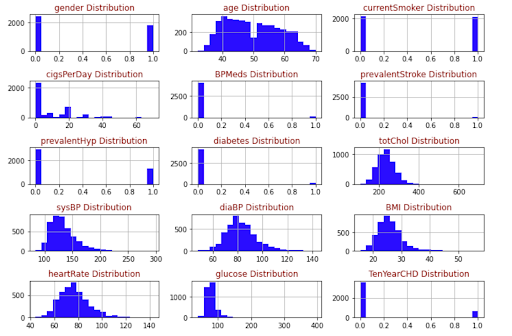 gender Distribution
2000
0
0.0 0.2 0.4 0.6 0.8 1.0
age Distribution
200
0
40 50 60 70
currentSmoker Distribution
2000
0
0.0 0.2 0.4 0.6 0.8 1.0
cigsPerDay Distribution
2000
0
0 20 40 60
BPMeds Distribution
2500
0
0.0 0.2 0.4 0.6 0.8 1.0
prevalentStroke Distribution
2500
0
0.0 0.2 0.4 0.6 0.8 1.0
prevalentHyp Distribution
2000
0
0.0 0.2 0.4 0.6 0.8 1.0
diabetes Distribution
2500
0
0.0 0.2 0.4 0.6 0.8 1.0
totChol Distribution
1000
0
200 400 600
sysBP Distribution
500
0
100 150 200 250 300
diaBP Distribution
500
0
60 80 100 120 140
BMI Distribution
500
0
20 30 40 50
heartRate Distribution
500
0
40 60 80 100 120 140
glucose Distribution
1000
0
100 200 300 400
TenYearCHD Distribution
2000
0
0.0 0.2 0.4 0.6 0.8 1.0